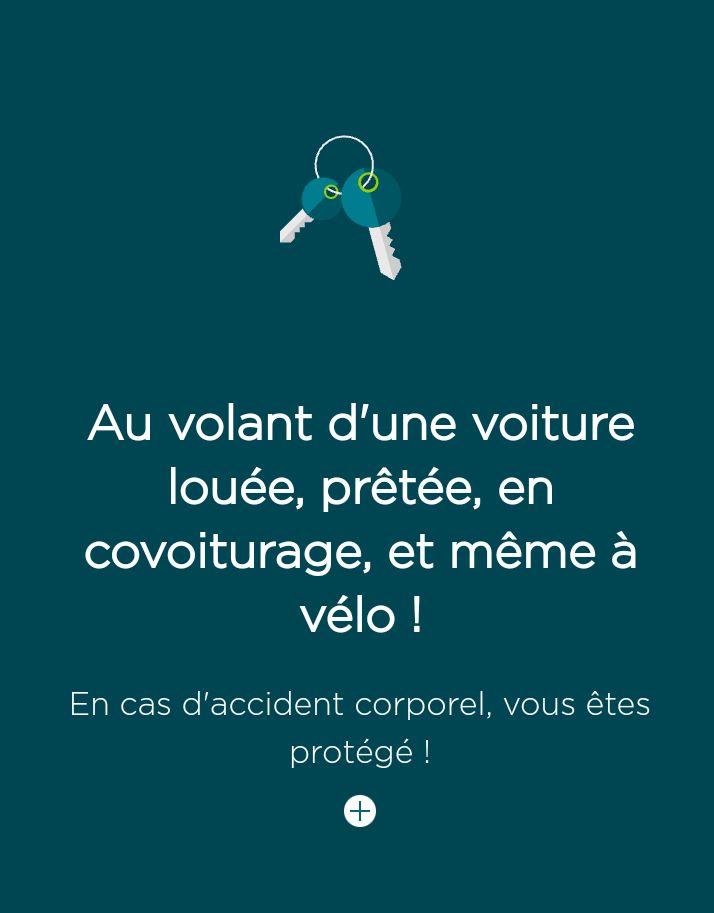 Au volant d'une voiture
louée, prêtée, en
covoiturage, et même à
vélo !
En cas d'accident corporel, vous êtes
protégé !